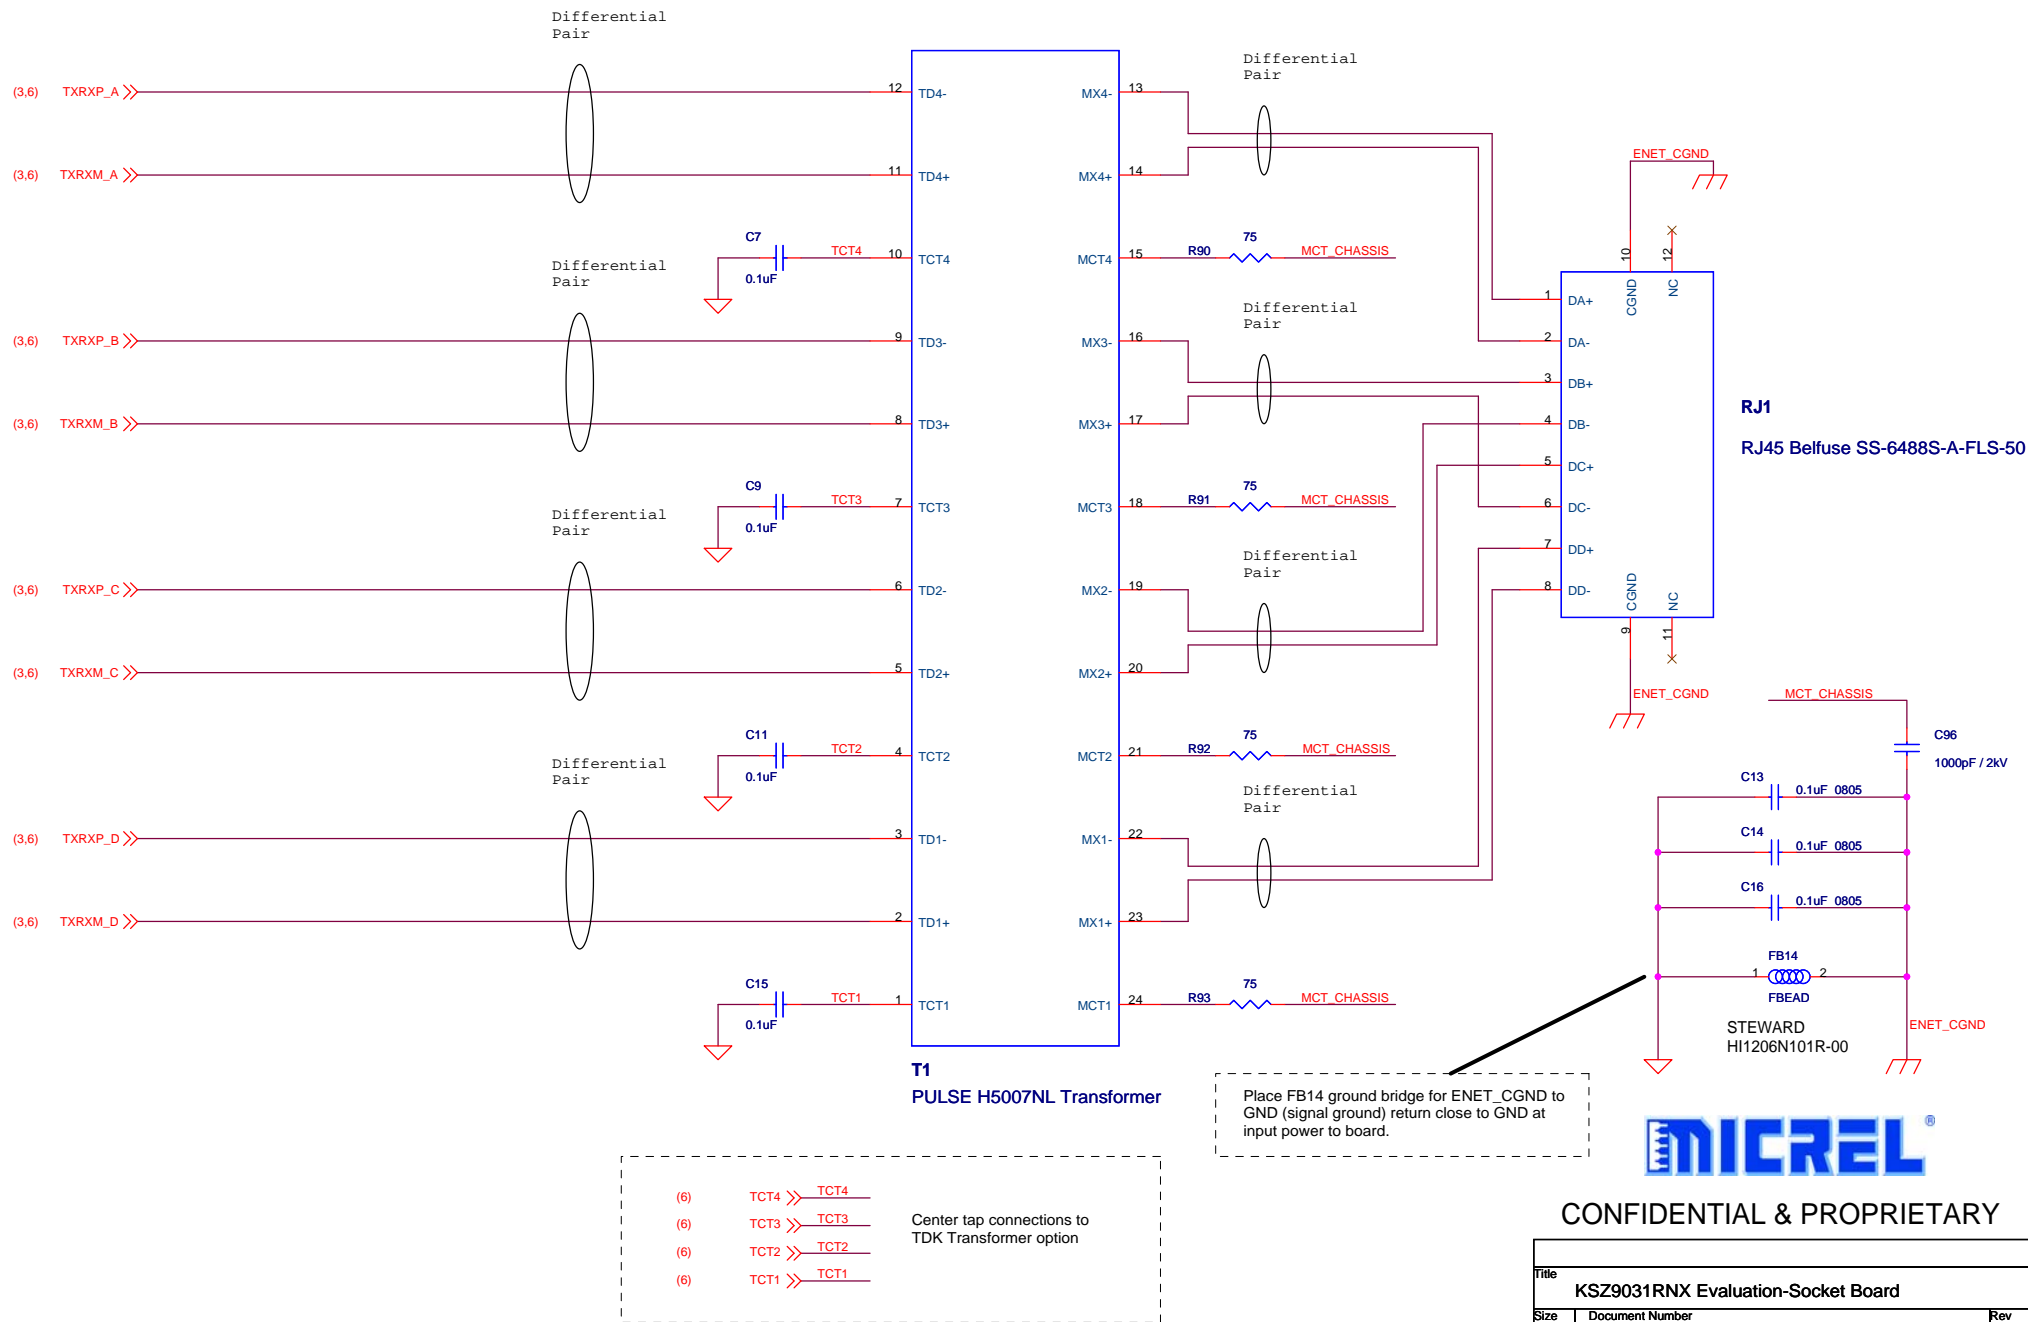 Differential
Pair
(3,6) TXRXP_A
(3,6) TXRXM_A
Differential
Pair
(3,6) TXRXP_B
(3,6) TXRXM_B
Differential
Pair
(3,6) TXRXP_C
(3,6) TXRXM_C
Differential
Pair
(3,6) TXRXP_D
(3,6) TXRXM_D
C7
0.1uF
TCT4
C9
0.1uF
TCT3
C11
0.1uF
TCT2
C15
0.1uF
TCT1
12 TD4-
11 TD4+
10 TCT4
9 TD3-
8 TD3+
7 TCT3
6 TD2-
5 TD2+
4 TCT2
3 TD1-
2 TD1+
1 TCT1
MX4- 13
MX4+ 14
MCT4 15
MX3- 16
MX3+ 17
MCT3 18
MX2- 19
MX2+ 20
MCT2 21
MX1- 22
MX1+ 23
MCT1 24
T1
PULSE H5007NL Transformer
Differential
Pair
R90 75 MCT_CHASSIS
Differential
Pair
R91 75 MCT_CHASSIS
Differential
Pair
R92 75 MCT_CHASSIS
Differential
Pair
R93 75 MCT_CHASSIS
ENET_CGND
10 CGND
12 NC
1 DA+
2 DA-
3 DB+
4 DB-
5 DC+
6 DC-
7 DD+
8 DD-
9 CGND
11 NC
ENET_CGND
RJ1
RJ45 Belfuse SS-6488S-A-FLS-50
MCT_CHASSIS
C96
1000pF / 2kV
C13
0.1uF 0805
C14
0.1uF 0805
C16
0.1uF 0805
FB14
1 2
FBEAD
STEWARD
HI1206N101R-00
ENET_CGND
Place FB14 ground bridge for ENET_CGND to
GND (signal ground) return close to GND at
input power to board.
(6) TCT4 TCT4
(6) TCT3 TCT3
(6) TCT2 TCT2
(6) TCT1 TCT1
Center tap connections to
TDK Transformer option
MICREL ®
CONFIDENTIAL & PROPRIETARY
Title
KSZ9031RNX Evaluation-Socket Board
Size Document Number Rev